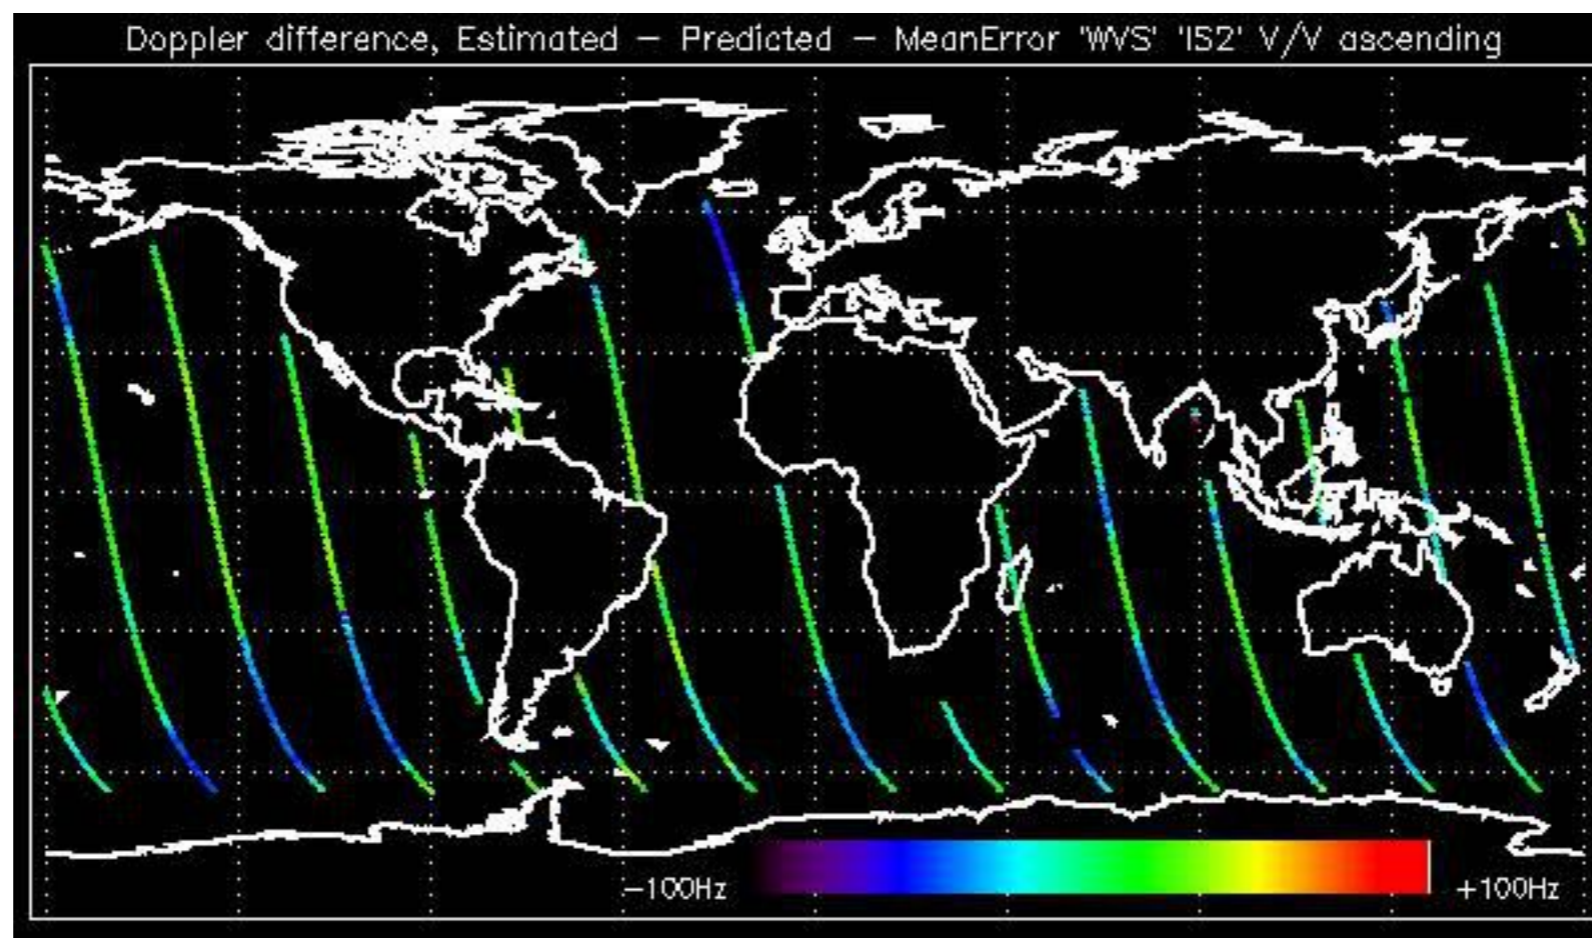 Doppler difference, Estimated – Predicted – MeanError 'WVS' 'IS2' V/V ascending
–100Hz +100Hz